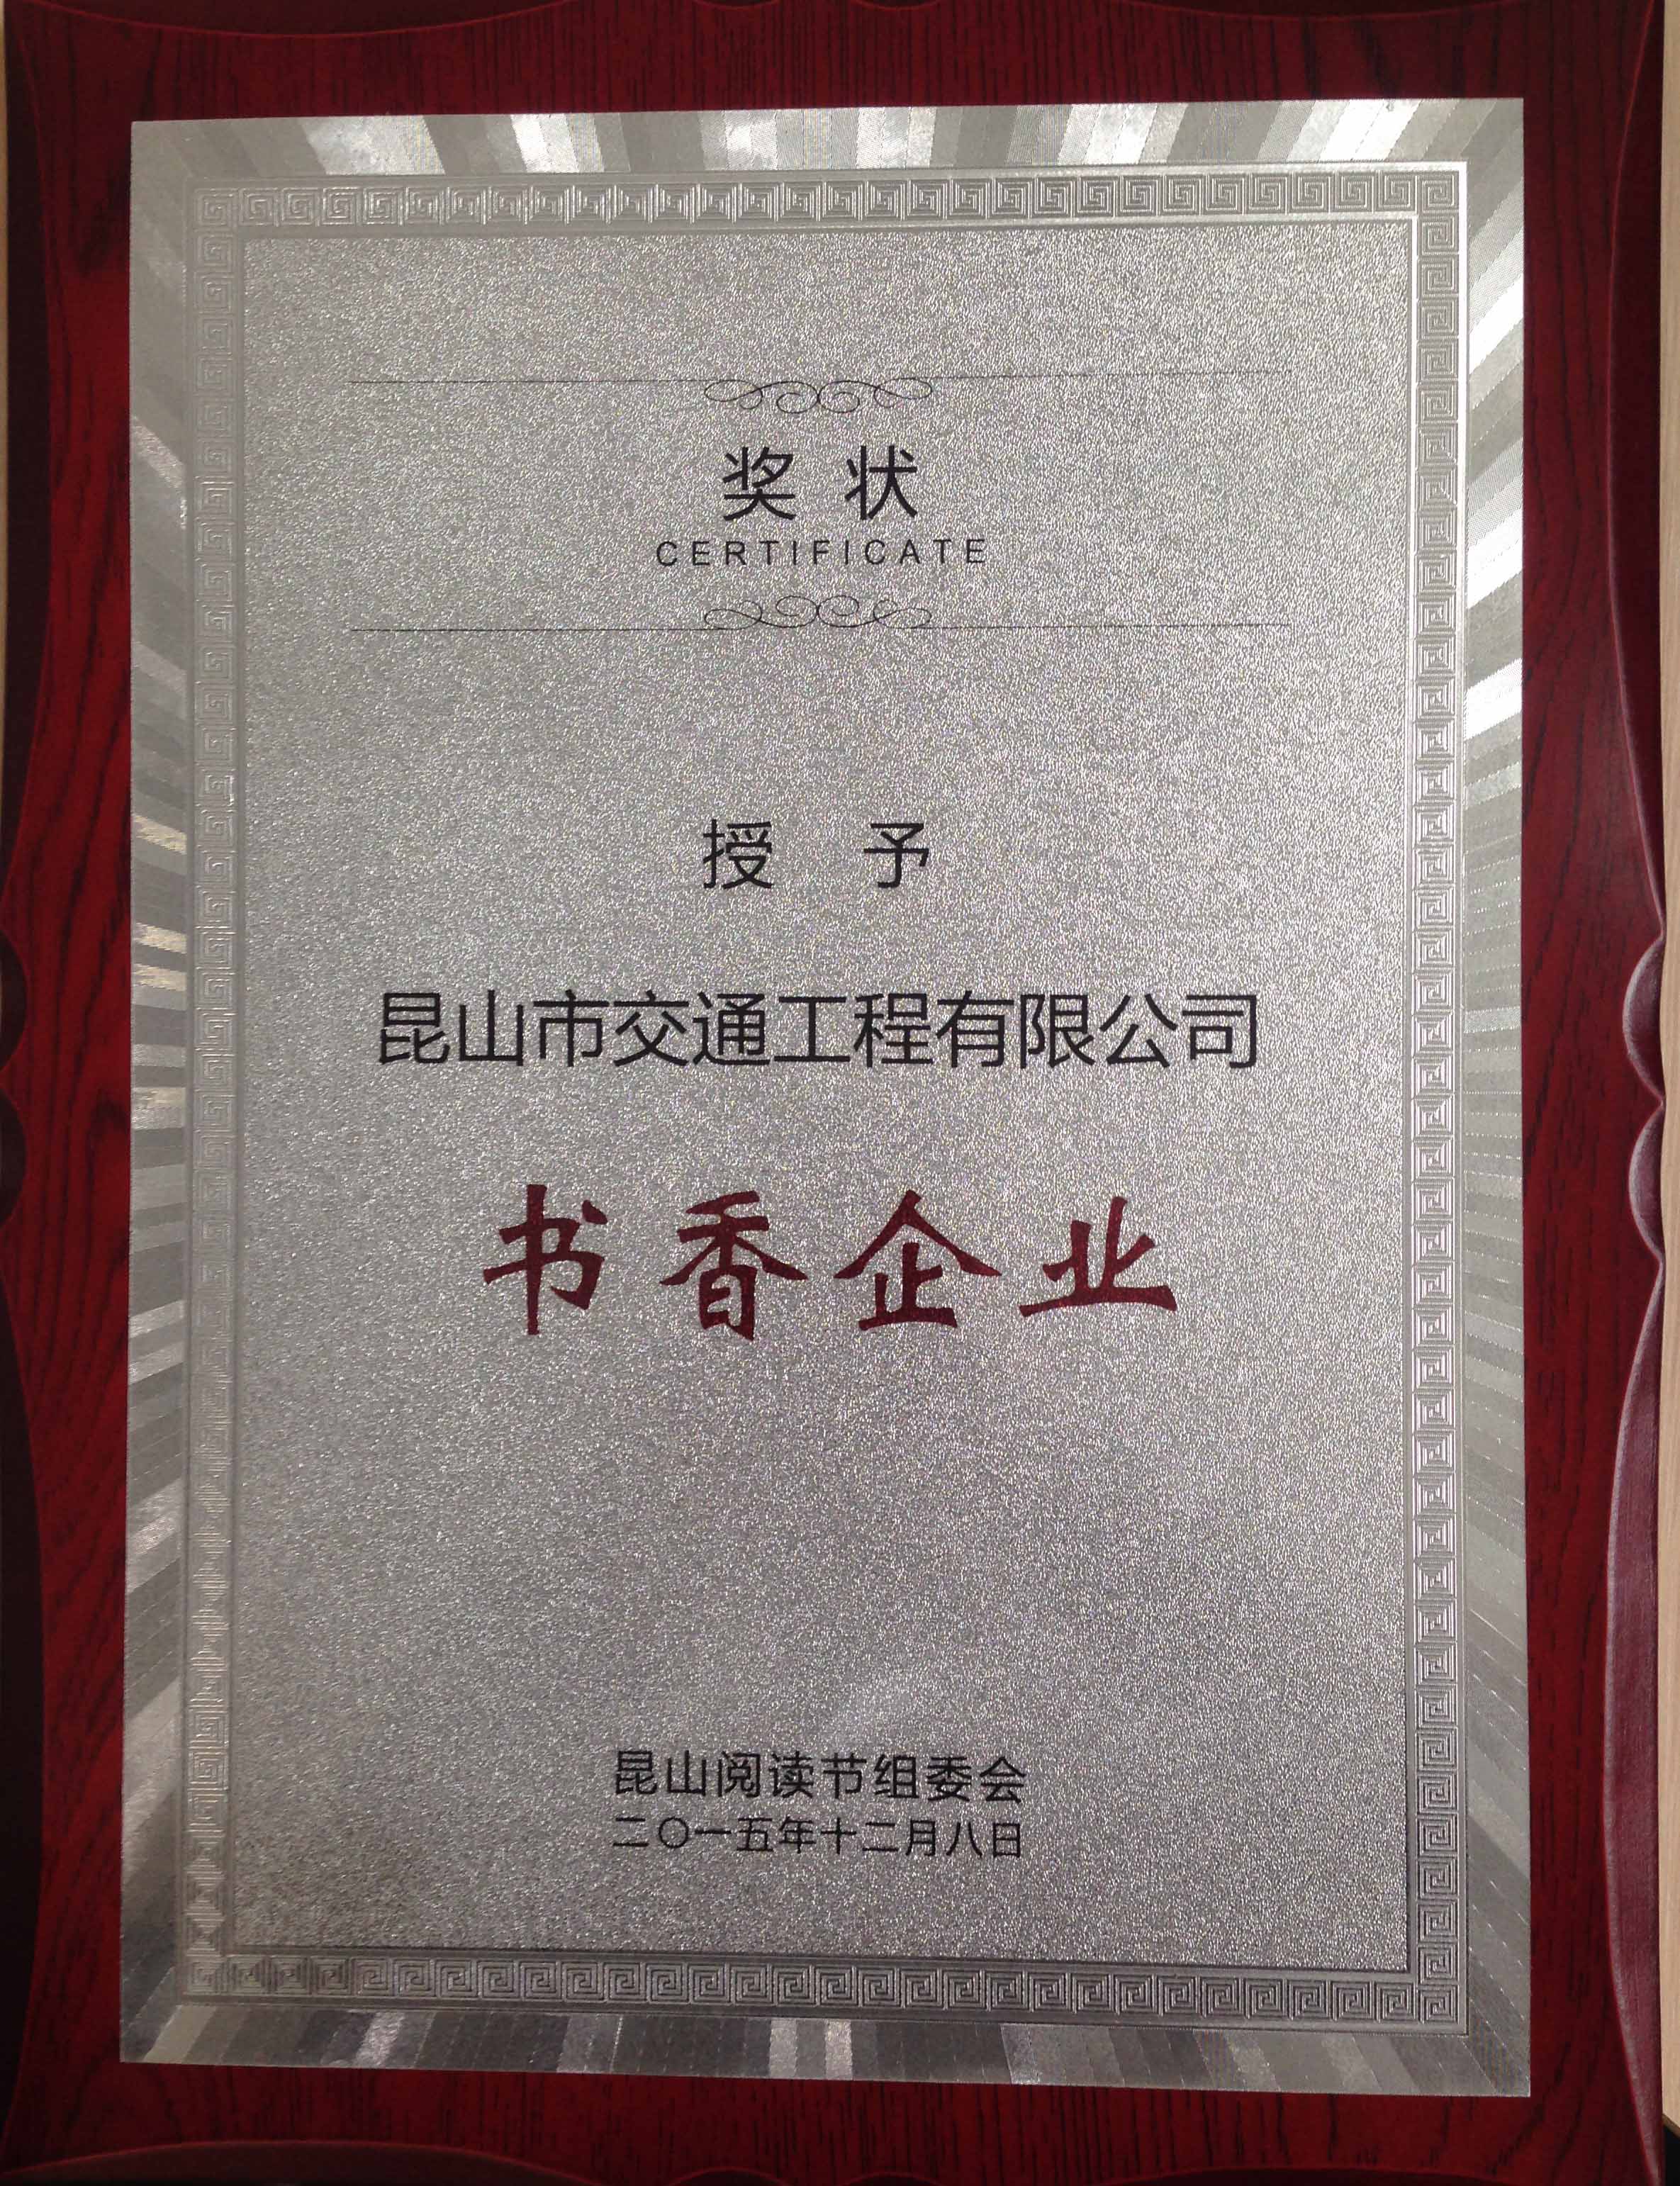 奖状
CERTIFICATE
授予
昆山市交通工程有限公司
书香企业
昆山阅读节组委会
二〇一五年十二月八日